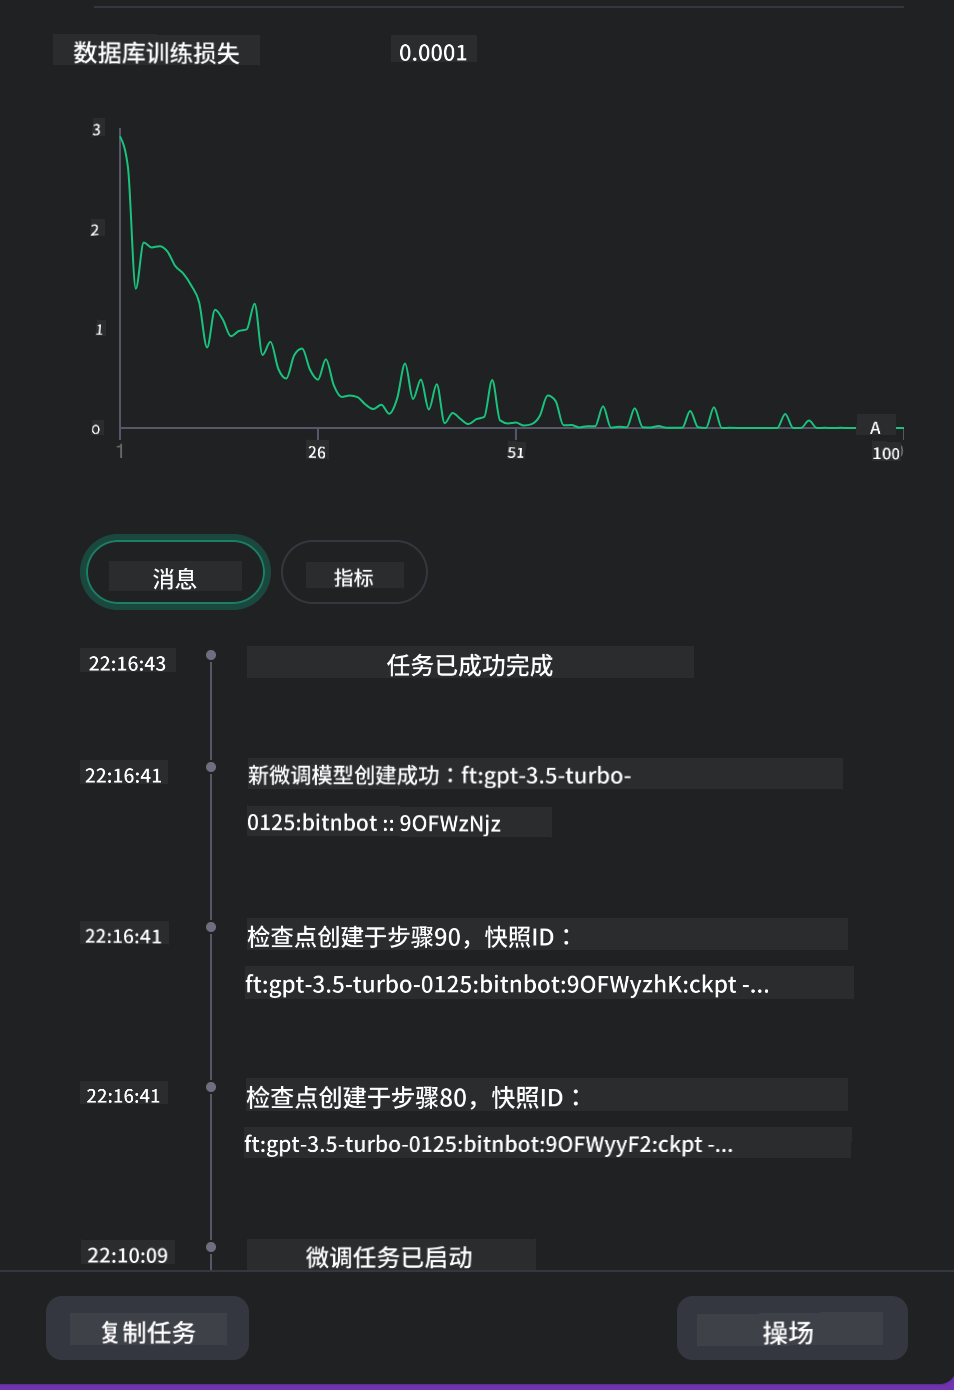 数据库训练损失 0.0001
3
2
1
0
1 26 51 A 100
消息 指标
22:16:43 任务已成功完成
22:16:41 新微调模型创建成功：ft:gpt-3.5-turbo-
0125:bitnbot :: 9OFWzNjz
22:16:41 检查点创建于步骤90，快照ID：
ft:gpt-3.5-turbo-0125:bitnbot:9OFWyzhK:ckpt -...
22:16:41 检查点创建于步骤80，快照ID：
ft:gpt-3.5-turbo-0125:bitnbot:9OFWyyF2:ckpt -...
22:10:09 微调任务已启动
复制任务 操场